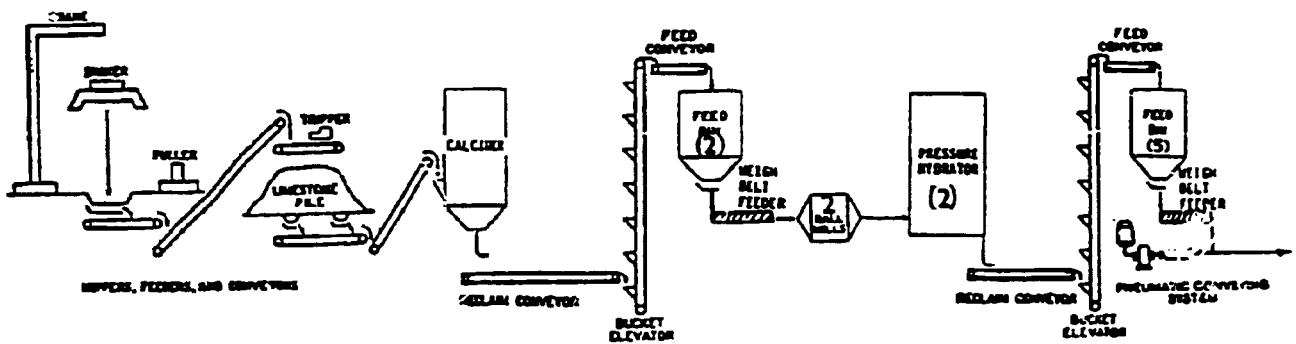 CRANE
SHAKER
PULLER
TRIPPER
LIMESTONE
PILE
HOPPERS, FEEDERS, AND CONVEYORS
CALCINER
RECLAIM CONVEYOR
BUCKET
ELEVATOR
FEED
CONVEYOR
FEED
BIN
(2)
WEIGH
BELT
FEEDER
2
BALL
MILLS
PRESSURE
HYDRATOR
(2)
RECLAIM CONVEYOR
BUCKET
ELEVATOR
FEED
CONVEYOR
FEED
BIN
(5)
WEIGH
BELT
FEEDER
PNEUMATIC CONVEYING
SYSTEM